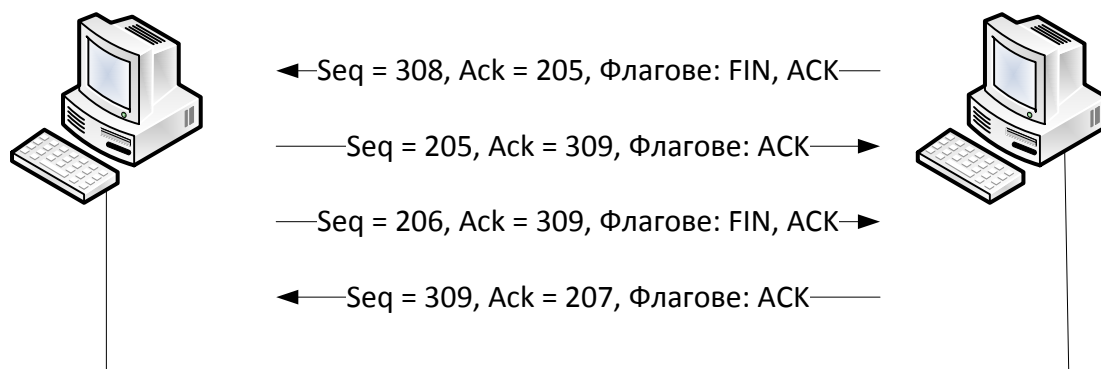 Seq = 308, Ack = 205, Флагове: FIN, ACK
Seq = 205, Ack = 309, Флагове: ACK
Seq = 206, Ack = 309, Флагове: FIN, ACK
Seq = 309, Ack = 207, Флагове: ACK